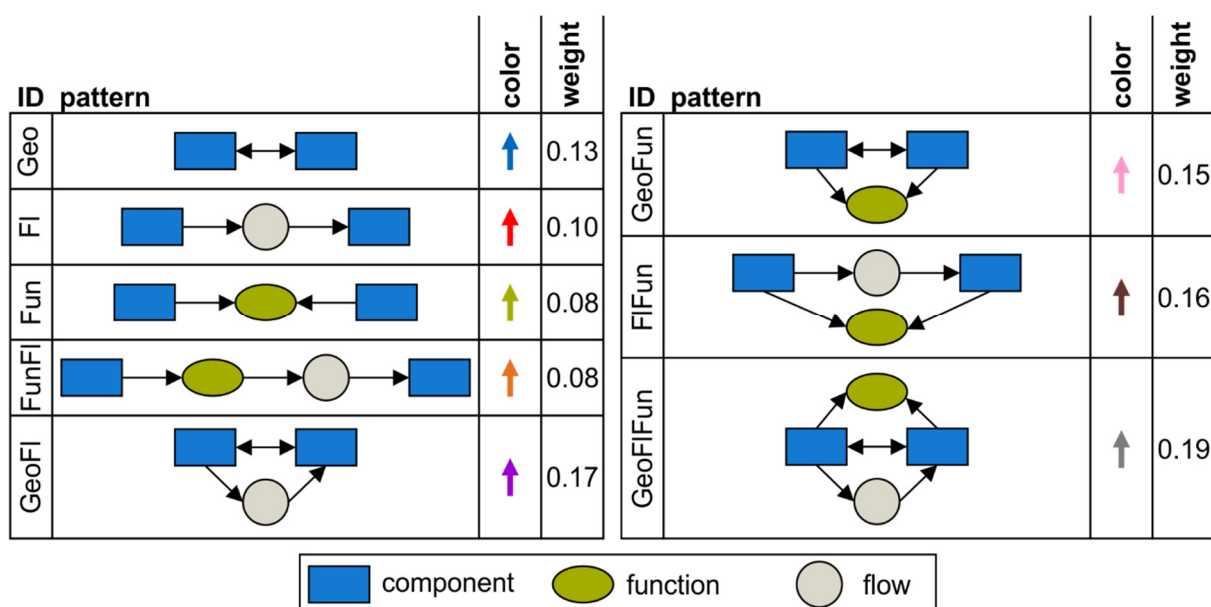 ID pattern color weight
Geo 0.13
Fl 0.10
Fun 0.08
FunFl 0.08
GeoFl 0.17
ID pattern color weight
GeoFun 0.15
FlFun 0.16
GeoFlFun 0.19
component function flow